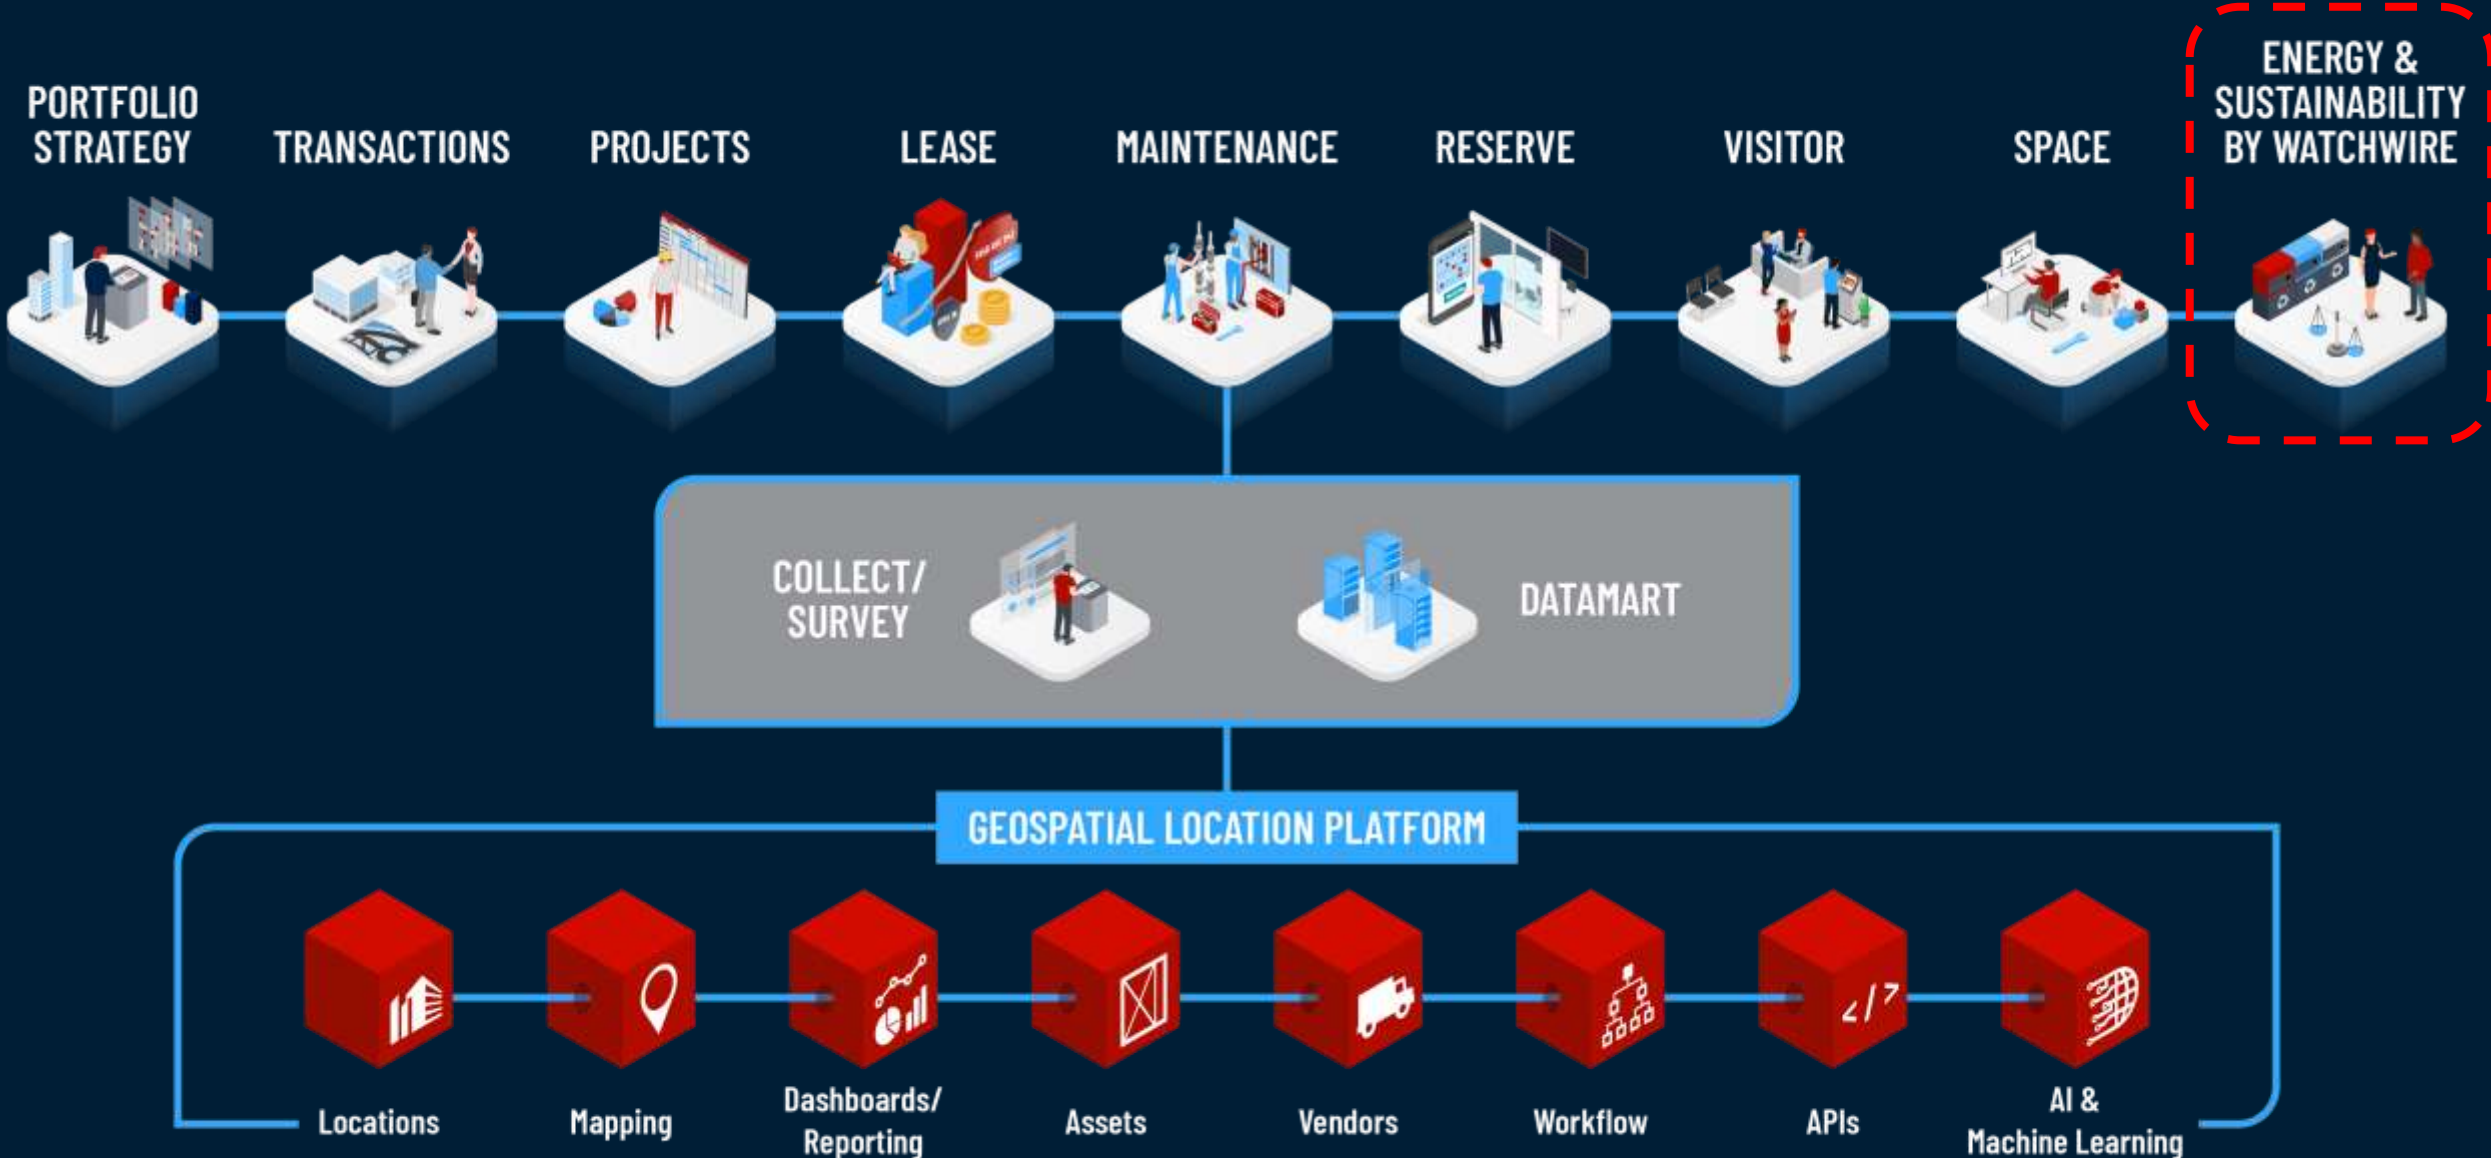 PORTFOLIO
STRATEGY
TRANSACTIONS
PROJECTS
LEASE
MAINTENANCE
RESERVE
VISITOR
SPACE
ENERGY &
SUSTAINABILITY
BY WATCHWIRE
COLLECT/
SURVEY
DATAMART
GEOSPATIAL LOCATION PLATFORM
</>
Locations
Mapping
Dashboards/
Reporting
Assets
Vendors
Workflow
APIs
AI &
Machine Learning